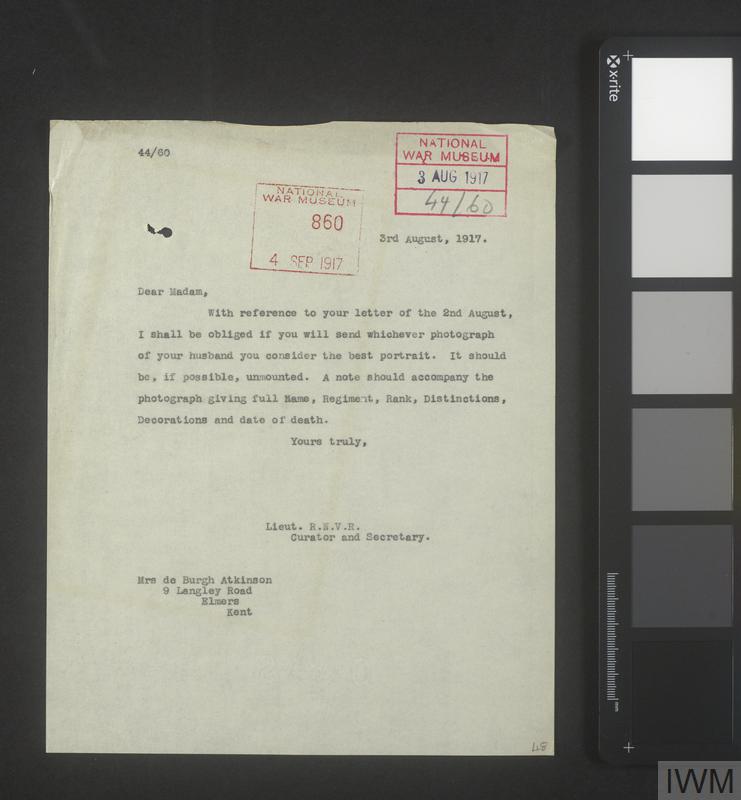 44/60
NATIONAL
WAR MUSEUM
3 AUG 1917
44/60
NATIONAL
WAR MUSEUM
860
4 SEP 1917
3rd August, 1917.
Dear Madam,
With reference to your letter of the 2nd August,
I shall be obliged if you will send whichever photograph
of your husband you consider the best portrait. It should
be, if possible, unmounted. A note should accompany the
photograph giving full Name, Regiment, Rank, Distinctions,
Decorations and date of death.
Yours truly,
Lieut. R.N.V.R.
Curator and Secretary.
Mrs de Burgh Atkinson
9 Langley Road
Elmers
Kent
x-rite
mm
IWM